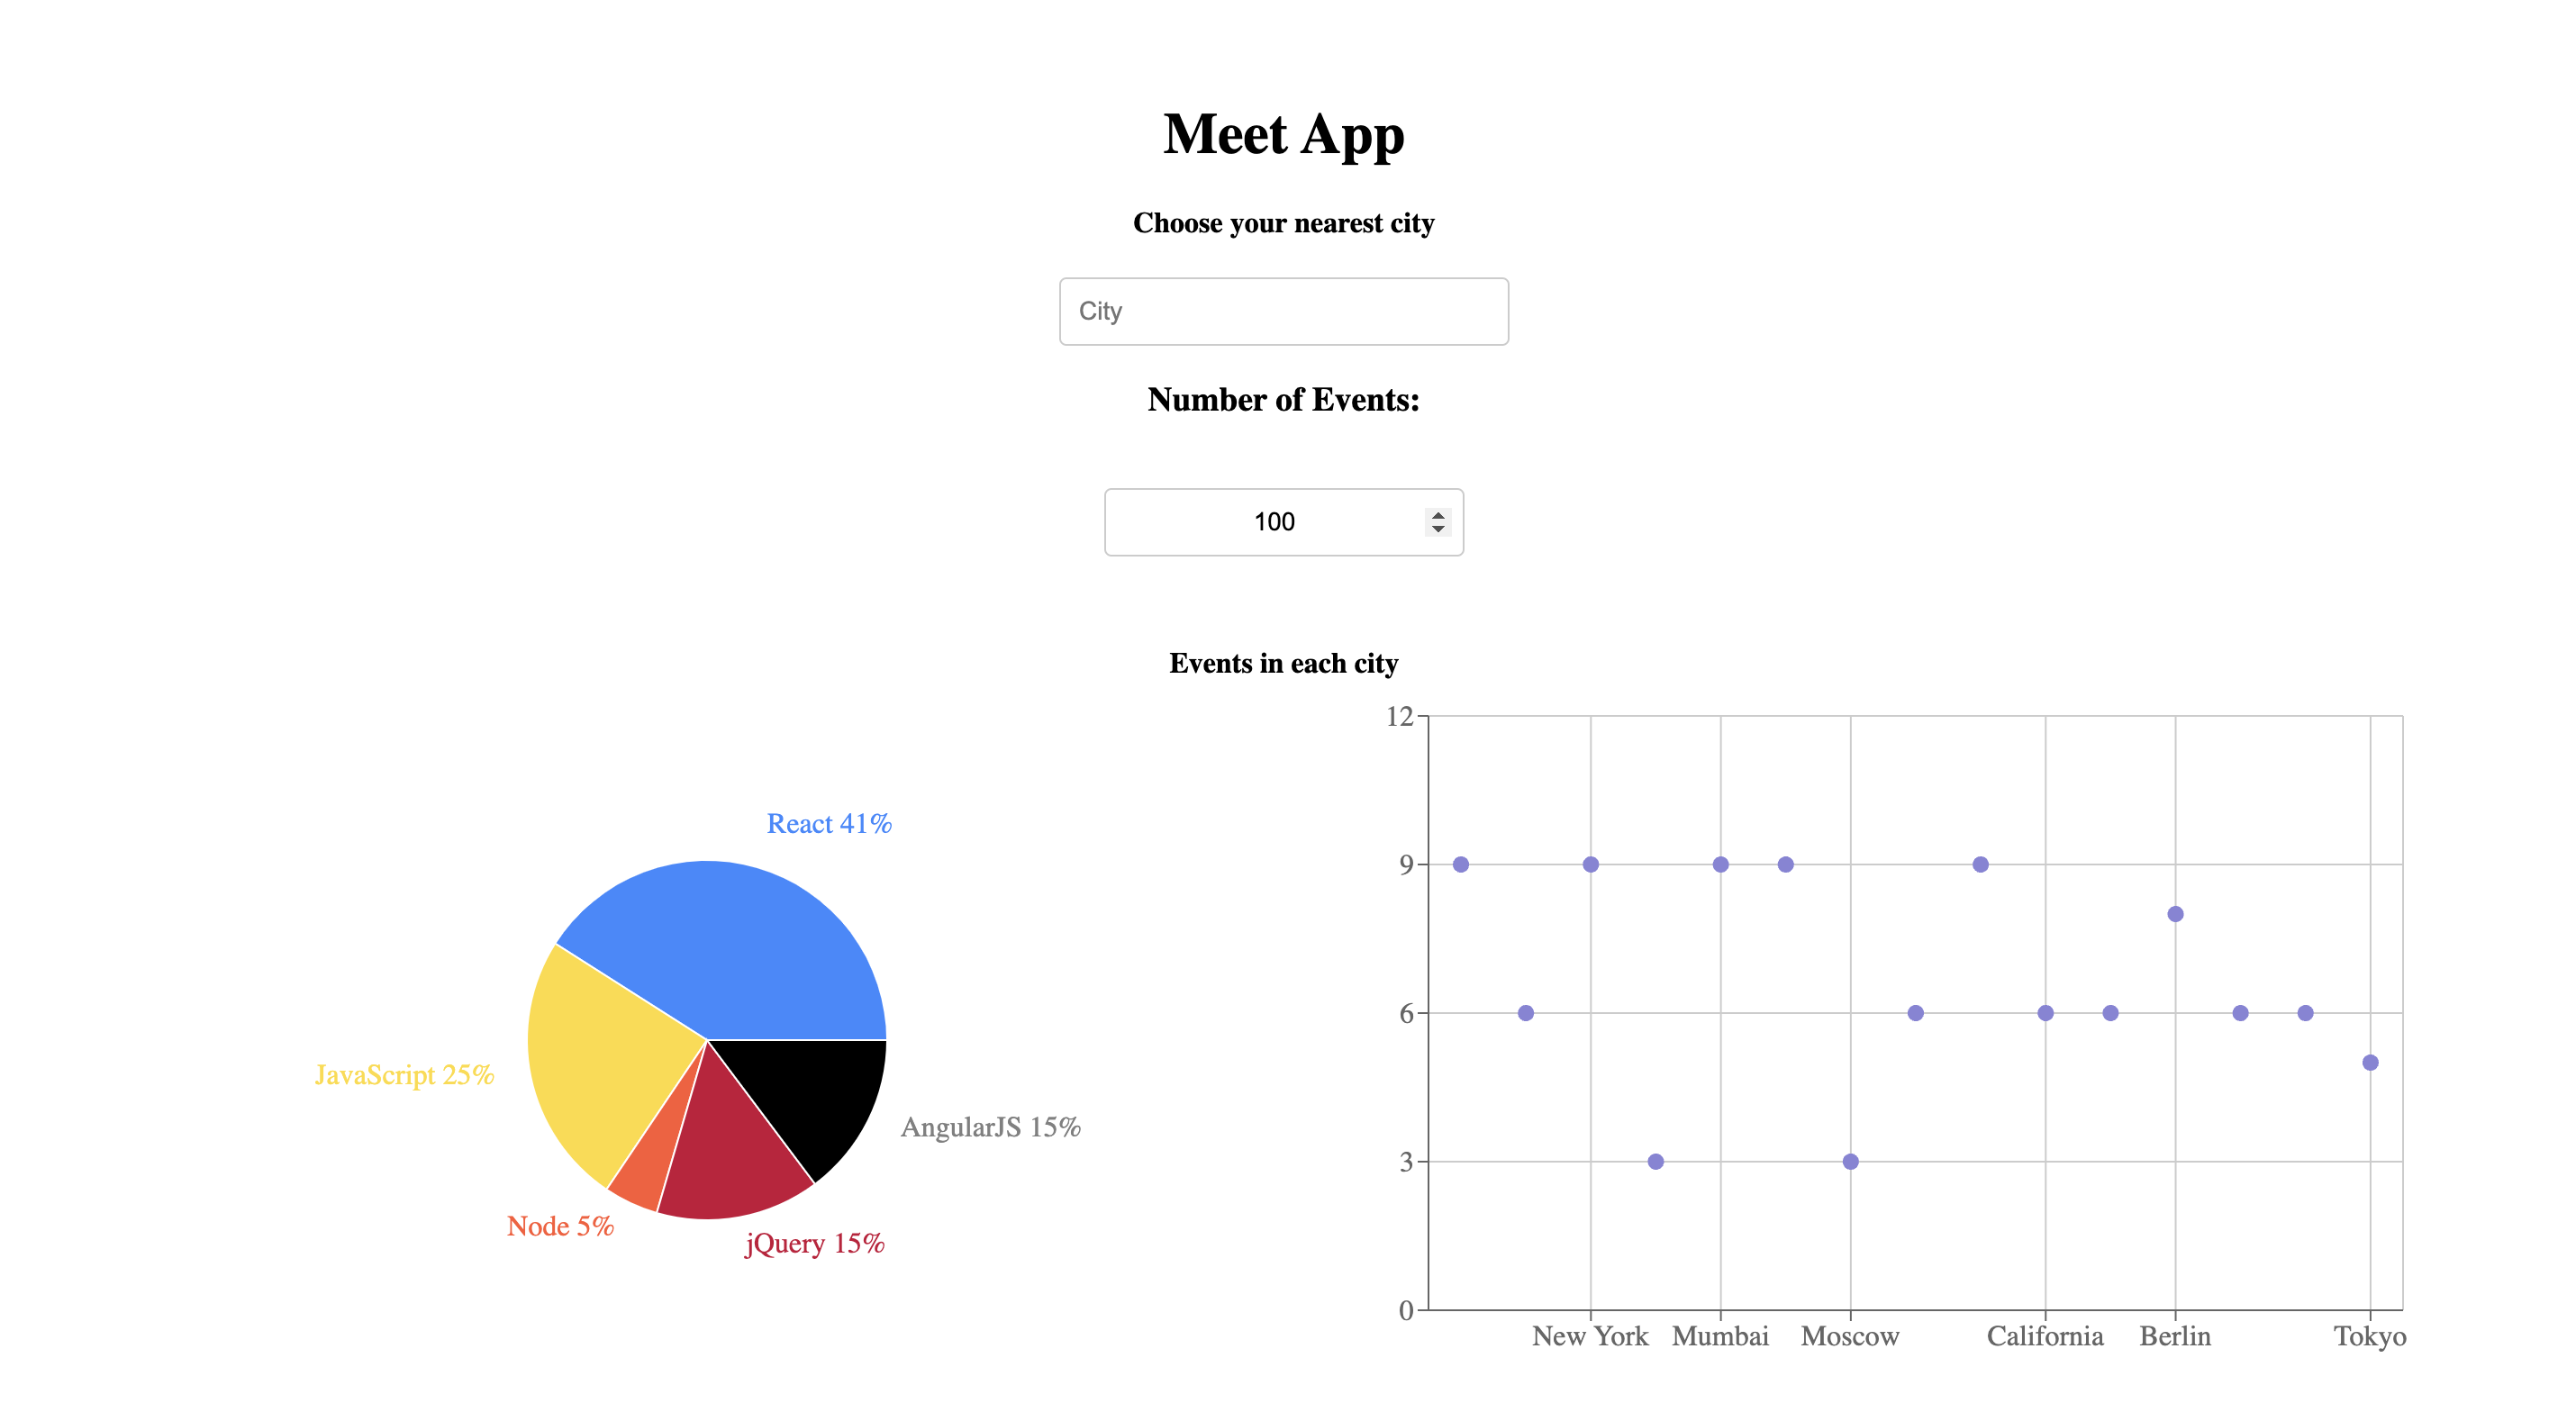 Meet App
Choose your nearest city
City
Number of Events:
100
Events in each city
React 41%
JavaScript 25%
AngularJS 15%
Node 5%
jQuery 15%
12
9
6
3
0
New York Mumbai Moscow California Berlin Tokyo